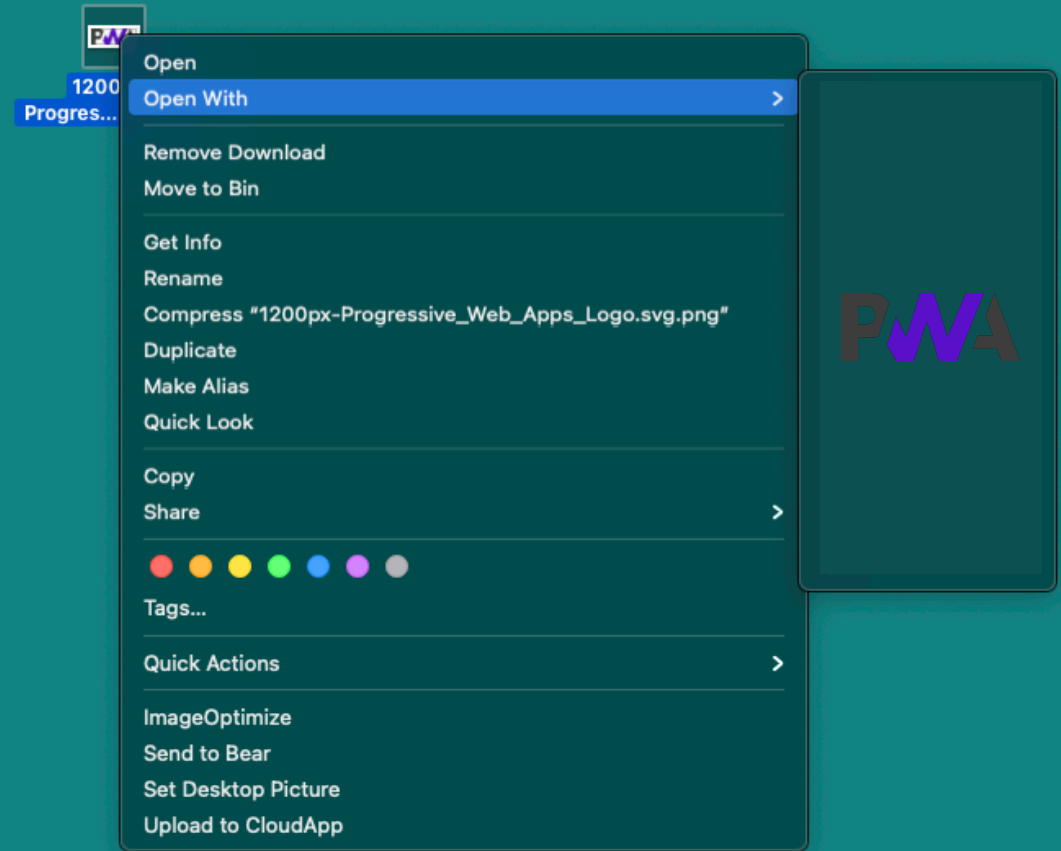 PWA
1200
Progres...
Open
Open With
Remove Download
Move to Bin
Get Info
Rename
Compress “1200px-Progressive_Web_Apps_Logo.svg.png”
Duplicate
Make Alias
Quick Look
Copy
Share
Tags...
Quick Actions
ImageOptimize
Send to Bear
Set Desktop Picture
Upload to CloudApp
PWA